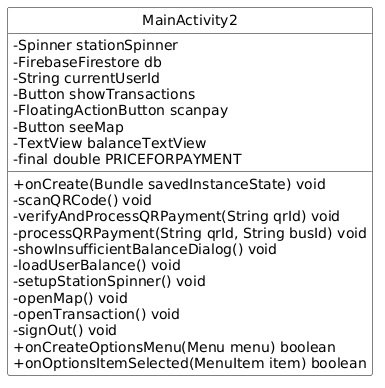 MainActivity2
-Spinner stationSpinner
-FirebaseFirestore db
-String currentUserId
-Button showTransactions
-FloatingActionButton scanpay
-Button seeMap
-TextView balanceTextView
-final double PRICEFORPAYMENT
+onCreate(Bundle savedInstanceState) void
-scanQRCode() void
-verifyAndProcessQRPayment(String qrId) void
-processQRPayment(String qrId, String busId) void
-showInsufficientBalanceDialog() void
-loadUserBalance() void
-setupStationSpinner() void
-openMap() void
-openTransaction() void
-signOut() void
+onCreateOptionsMenu(Menu menu) boolean
+onOptionsItemSelected(MenuItem item) boolean